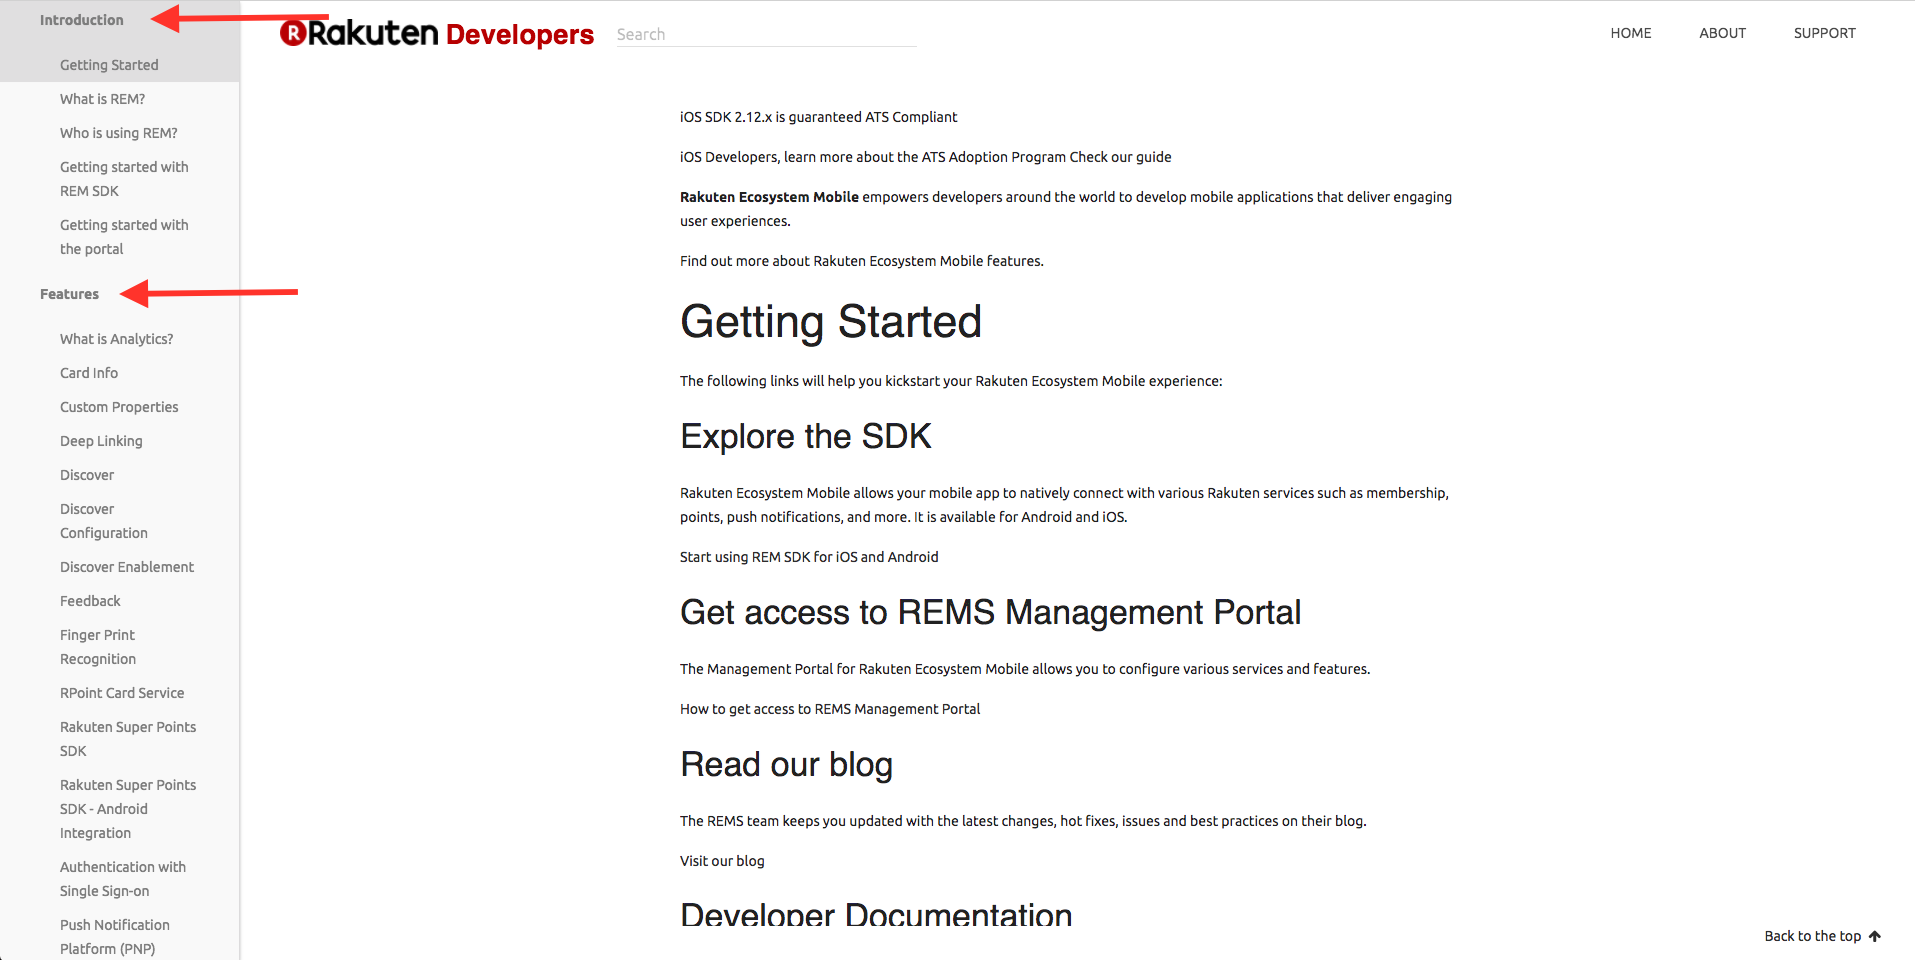 Introduction
Getting Started
What is REM?
Who is using REM?
Getting started with
REM SDK
Getting started with
the portal
Features
What is Analytics?
Card Info
Custom Properties
Deep Linking
Discover
Discover
Configuration
Discover Enablement
Feedback
Finger Print
Recognition
RPoint Card Service
Rakuten Super Points
SDK
Rakuten Super Points
SDK - Android
Integration
Authentication with
Single Sign-on
Push Notification
Platform (PNP)
R Rakuten Developers
Search
HOME ABOUT SUPPORT
iOS SDK 2.12.x is guaranteed ATS Compliant
iOS Developers, learn more about the ATS Adoption Program Check our guide
Rakuten Ecosystem Mobile empowers developers around the world to develop mobile applications that deliver engaging
user experiences.
Find out more about Rakuten Ecosystem Mobile features.
Getting Started
The following links will help you kickstart your Rakuten Ecosystem Mobile experience:
Explore the SDK
Rakuten Ecosystem Mobile allows your mobile app to natively connect with various Rakuten services such as membership,
points, push notifications, and more. It is available for Android and iOS.
Start using REM SDK for iOS and Android
Get access to REMS Management Portal
The Management Portal for Rakuten Ecosystem Mobile allows you to configure various services and features.
How to get access to REMS Management Portal
Read our blog
The REMS team keeps you updated with the latest changes, hot fixes, issues and best practices on their blog.
Visit our blog
Developer Documentation
Back to the top